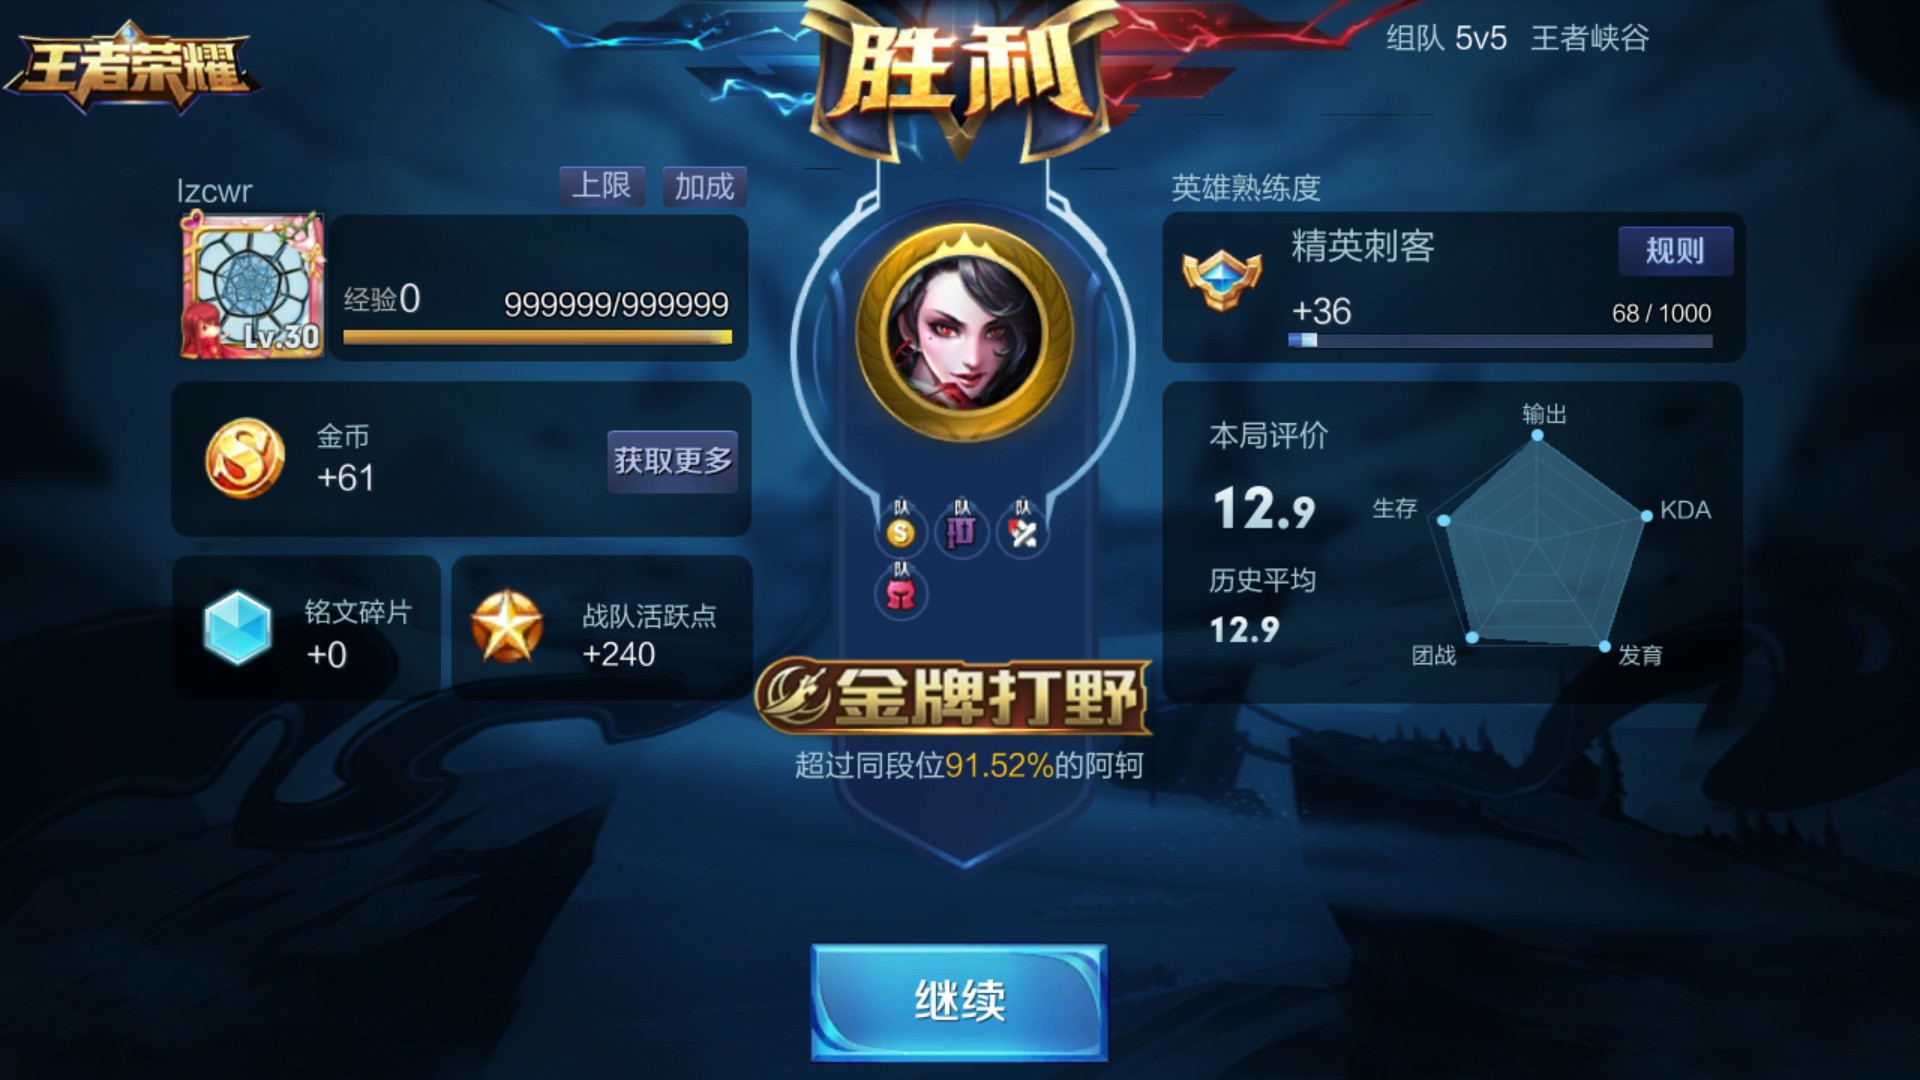 王者荣耀
胜利
组队 5v5 王者峡谷
lzcwr
上限
加成
Lv.30
经验0
999999/999999
金币
+61
获取更多
铭文碎片
+0
战队活跃点
+240
队
队
队
队
金牌打野
超过同段位91.52%的阿轲
英雄熟练度
精英刺客
规则
+36
68 / 1000
本局评价
12.9
历史平均
12.9
输出
生存
KDA
团战
发育
继续